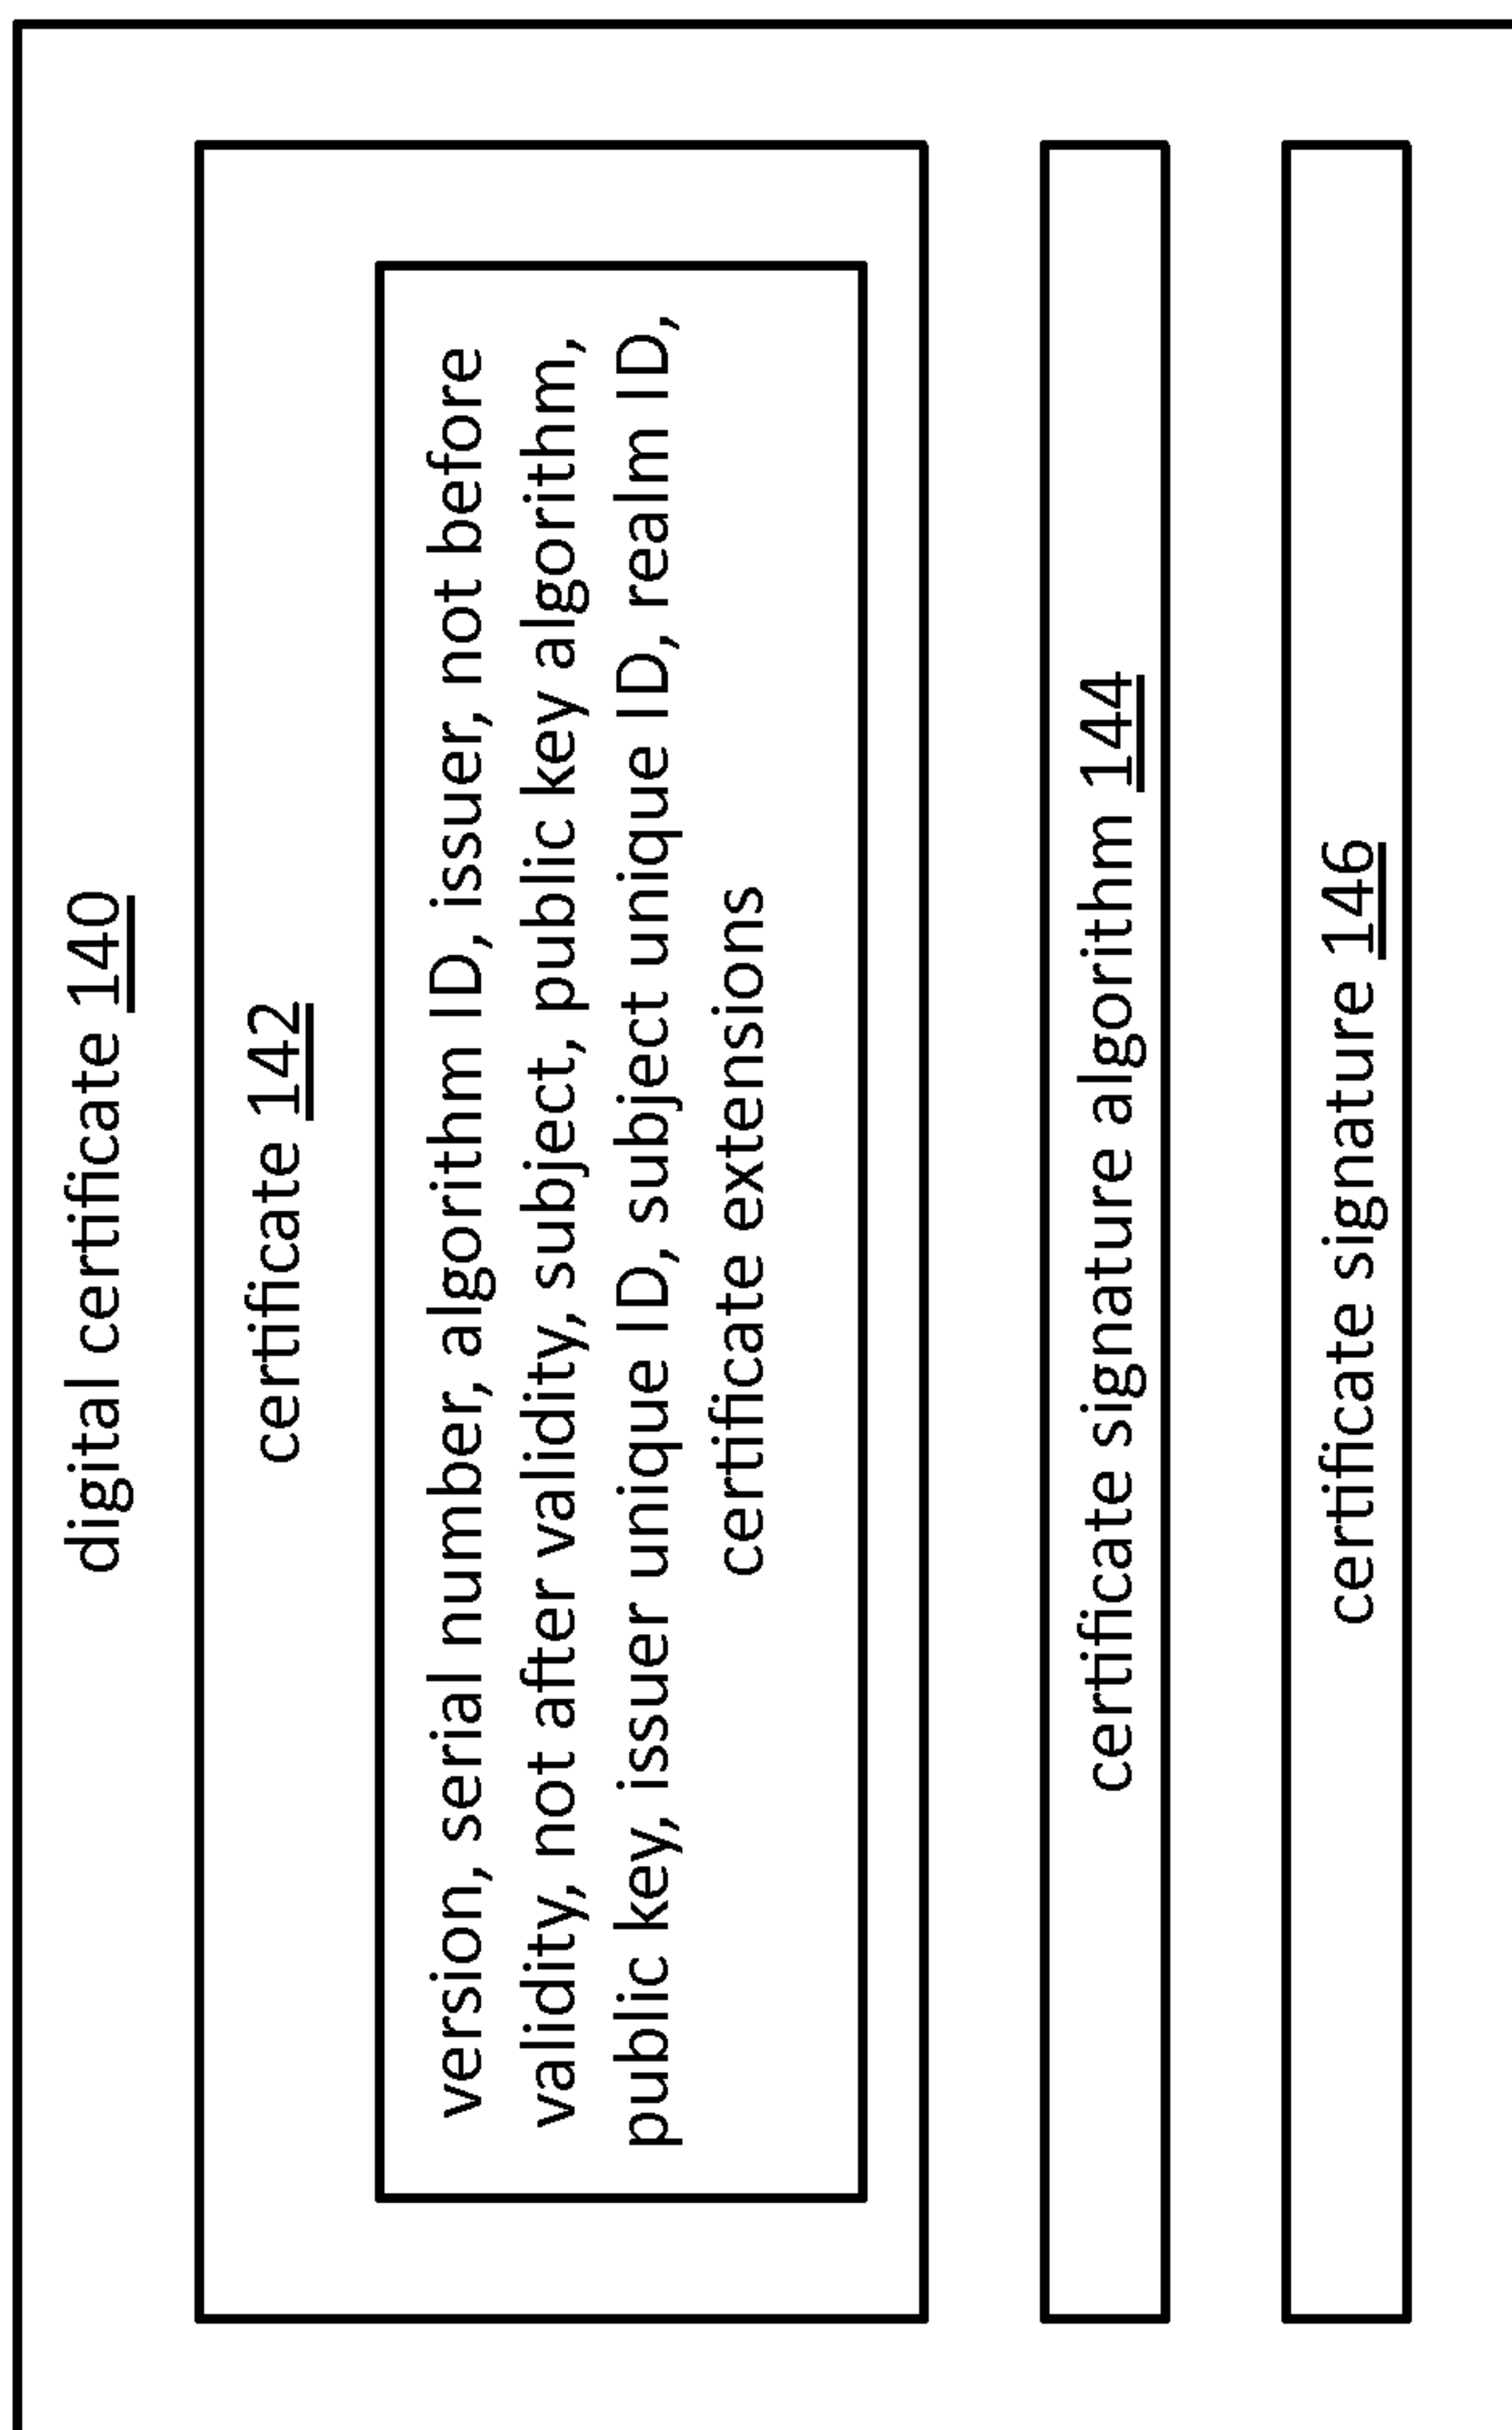 digital certificate 140
certificate 142
version, serial number, algorithm ID, issuer, not before
validity, not after validity, subject, public key algorithm,
public key, issuer unique ID, subject unique ID, realm ID,
certificate extensions
certificate signature algorithm 144
certificate signature 146